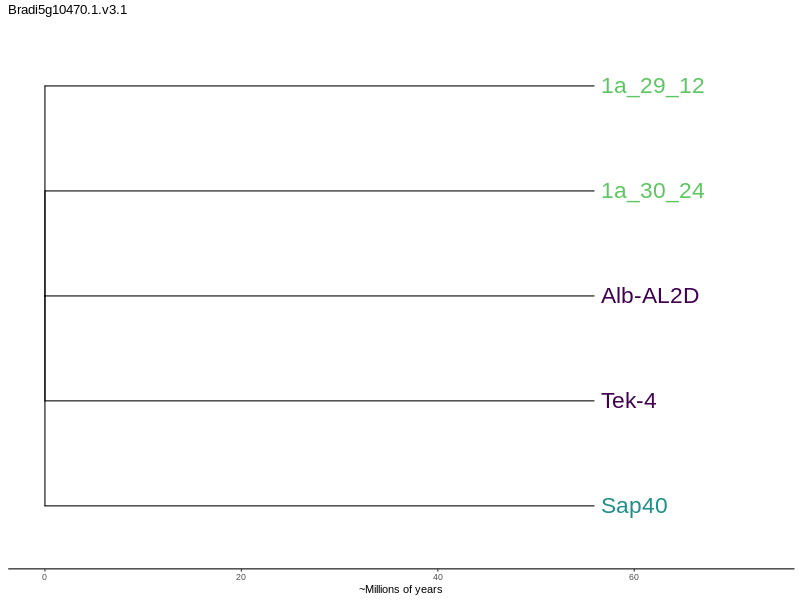 Bradi5g10470.1.v3.1
1a_29_12
1a_30_24
Alb-AL2D
Tek-4
Sap40
0 20 40 60
~Millions of years